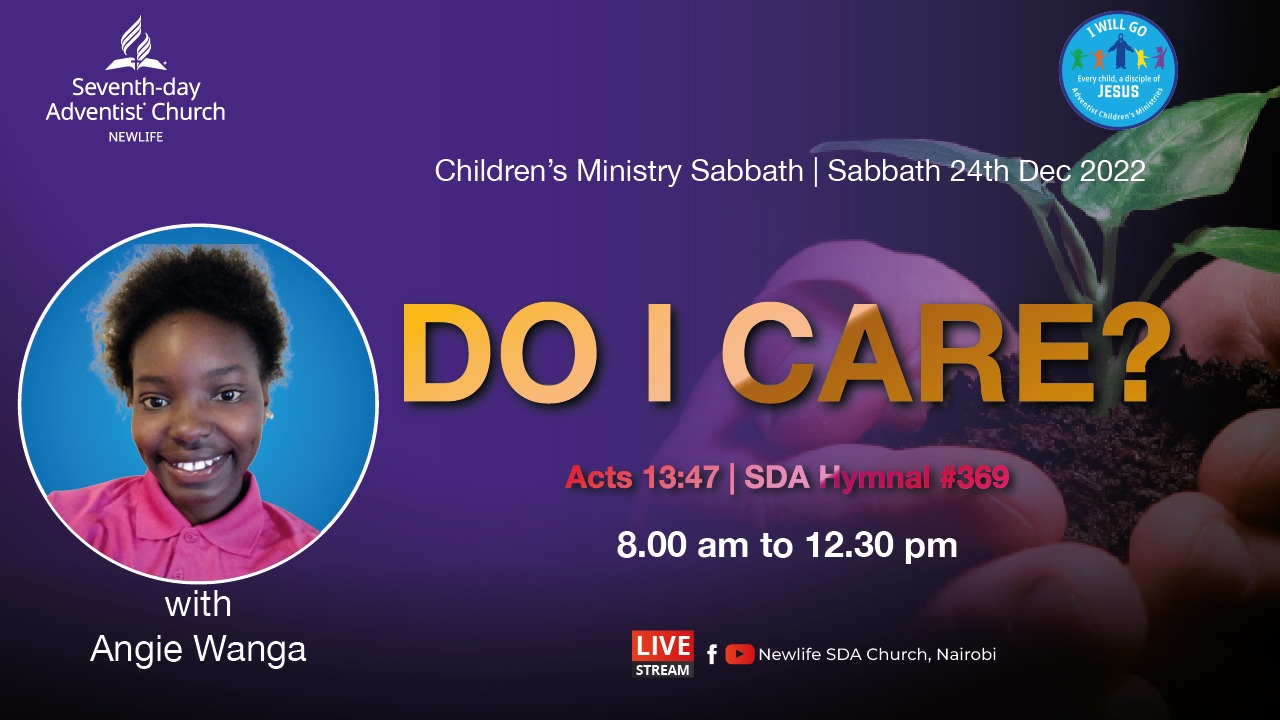 Seventh-day
Adventist® Church
NEWLIFE
I WILL GO
Every child, a disciple of
JESUS
Adventist Children's Ministries
Children’s Ministry Sabbath | Sabbath 24th Dec 2022
DO I CARE?
Acts 13:47 | SDA Hymnal #369
8.00 am to 12.30 pm
with
Angie Wanga
LIVE
STREAM
f Newlife SDA Church, Nairobi